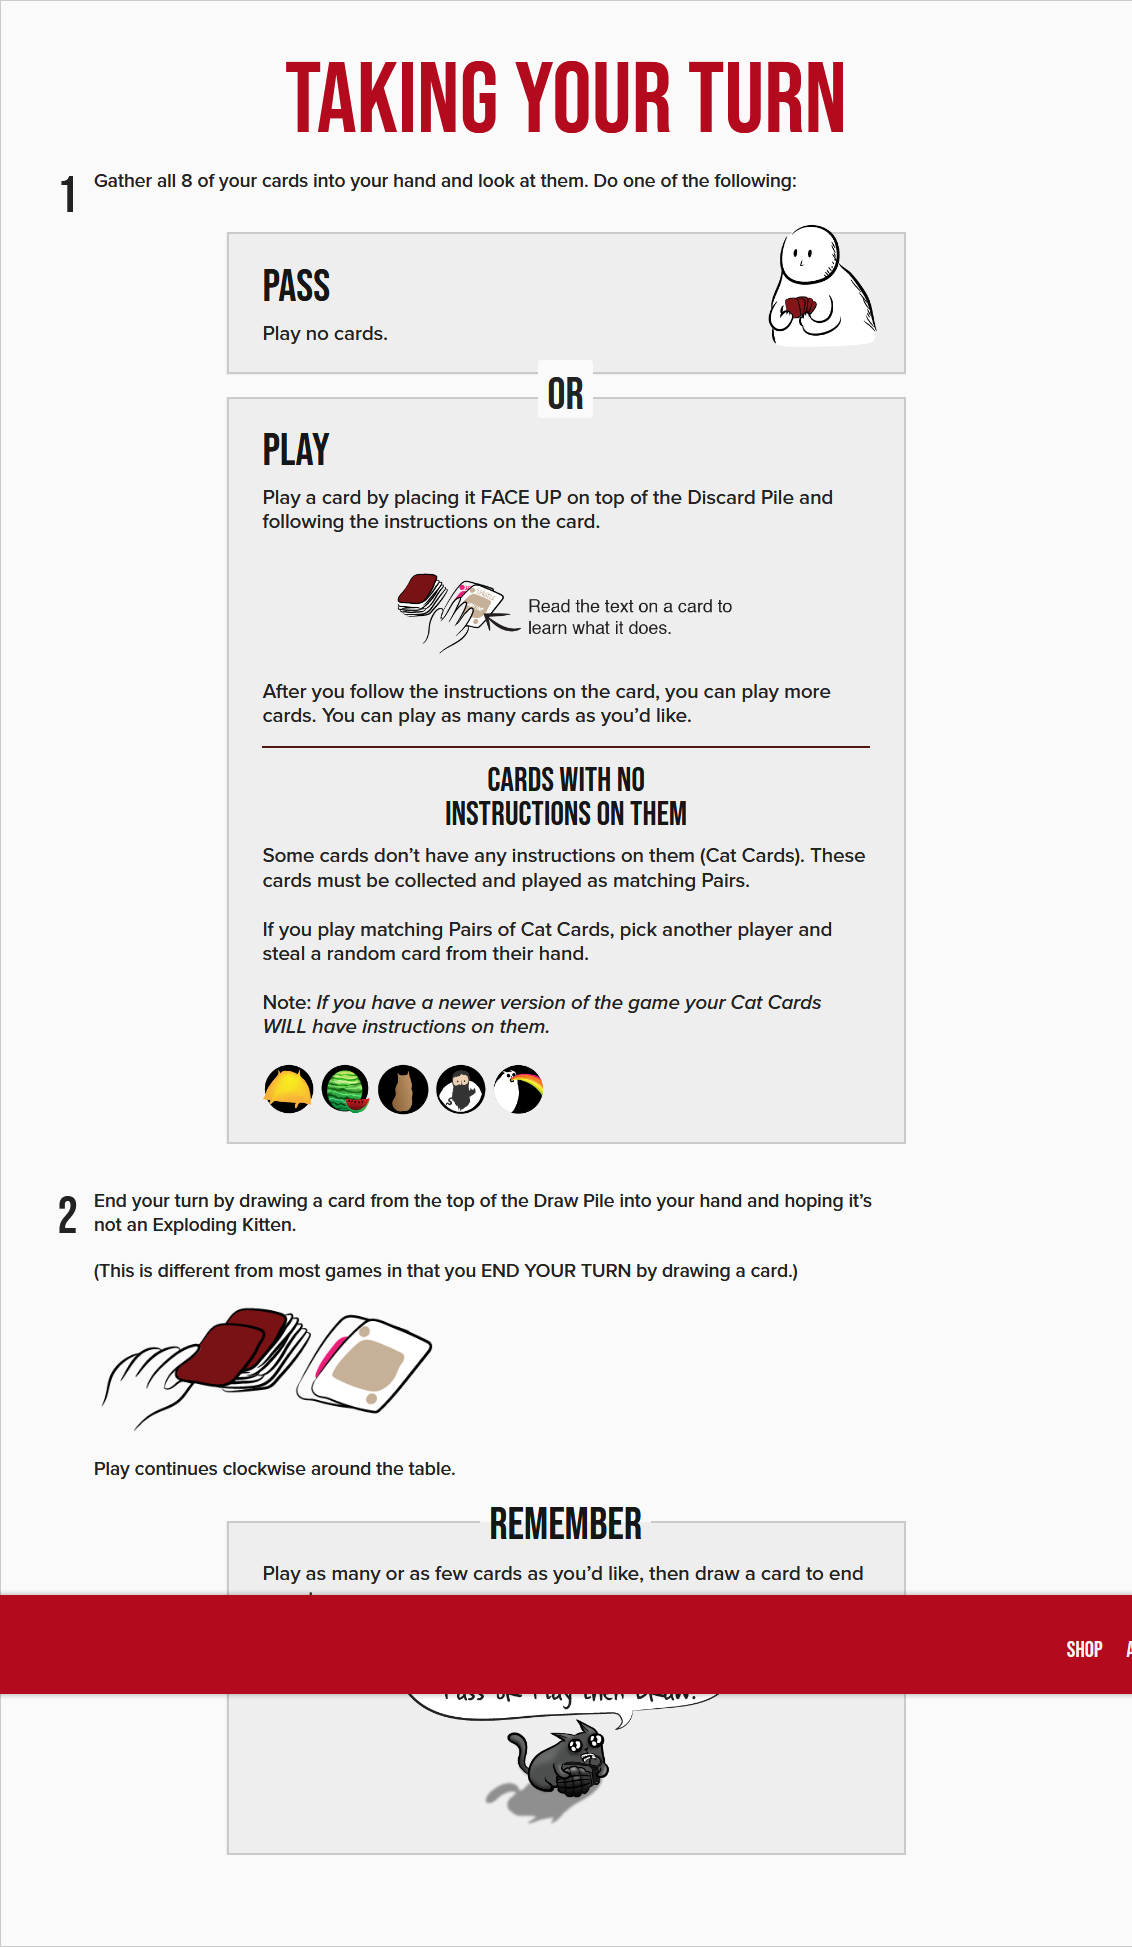 TAKING YOUR TURN
1
Gather all 8 of your cards into your hand and look at them. Do one of the following:
PASS
Play no cards.
OR
PLAY
Play a card by placing it FACE UP on top of the Discard Pile and
following the instructions on the card.
Read the text on a card to
learn what it does.
After you follow the instructions on the card, you can play more
cards. You can play as many cards as you’d like.
CARDS WITH NO
INSTRUCTIONS ON THEM
Some cards don’t have any instructions on them (Cat Cards). These
cards must be collected and played as matching Pairs.
If you play matching Pairs of Cat Cards, pick another player and
steal a random card from their hand.
Note: If you have a newer version of the game your Cat Cards
WILL have instructions on them.
2
End your turn by drawing a card from the top of the Draw Pile into your hand and hoping it’s
not an Exploding Kitten.
(This is different from most games in that you END YOUR TURN by drawing a card.)
Play continues clockwise around the table.
REMEMBER
Play as many or as few cards as you’d like, then draw a card to end
SHOP
Pass or Play then Draw.